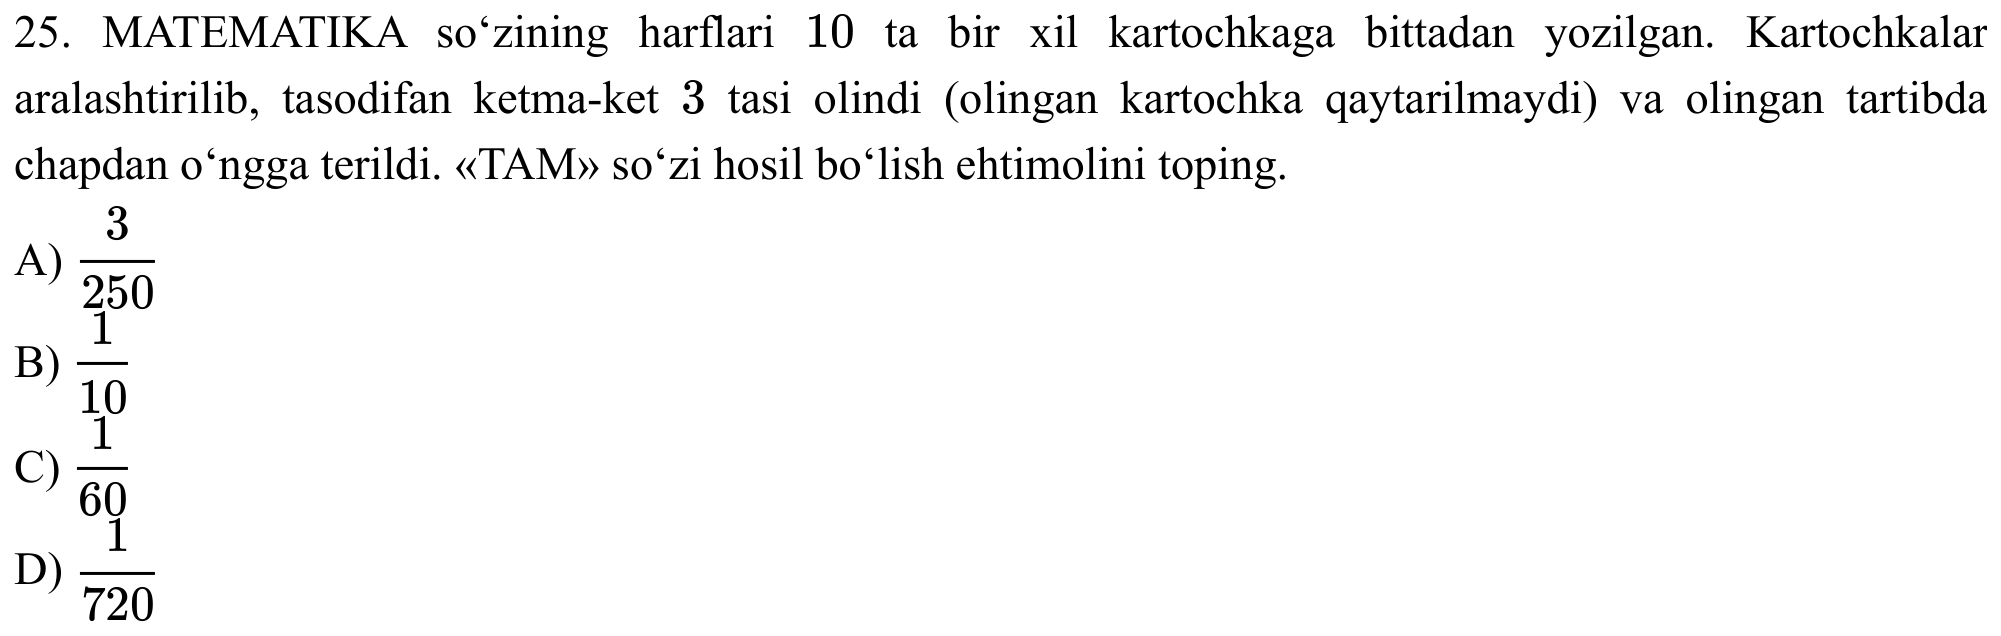 25. MATEMATIKA so‘zining harflari 10 ta bir xil kartochkaga bittadan yozilgan. Kartochkalar
aralashtirilib, tasodifan ketma-ket 3 tasi olindi (olingan kartochka qaytarilmaydi) va olingan tartibda
chapdan o‘ngga terildi. «TAM» so‘zi hosil bo‘lish ehtimolini toping.
A) 3/250
B) 1/10
C) 1/60
D) 1/720